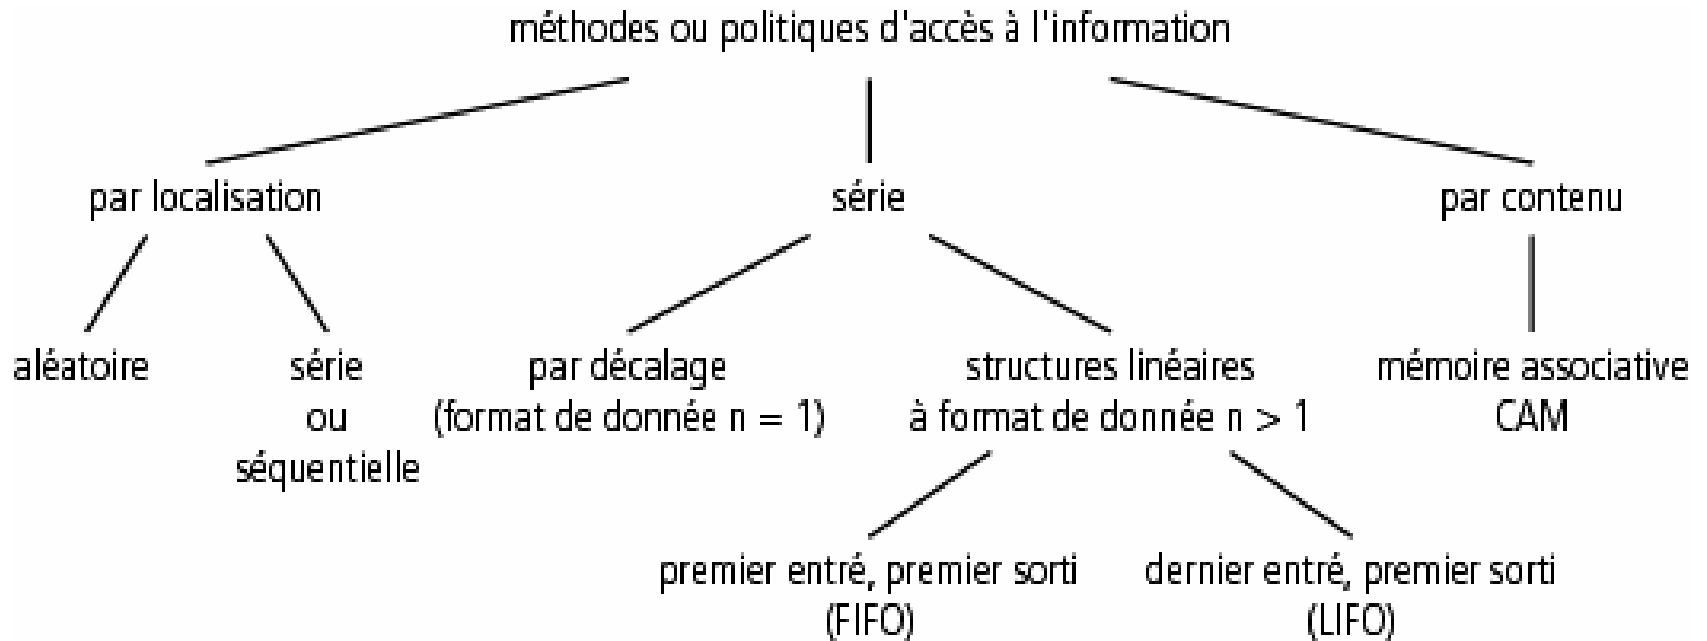 méthodes ou politiques d'accès à l'information
par localisation
série
par contenu
aléatoire
série
ou
séquentielle
par décalage
(format de donnée n = 1)
structures linéaires
à format de donnée n > 1
mémoire associative
CAM
premier entré, premier sorti
(FIFO)
dernier entré, premier sorti
(LIFO)